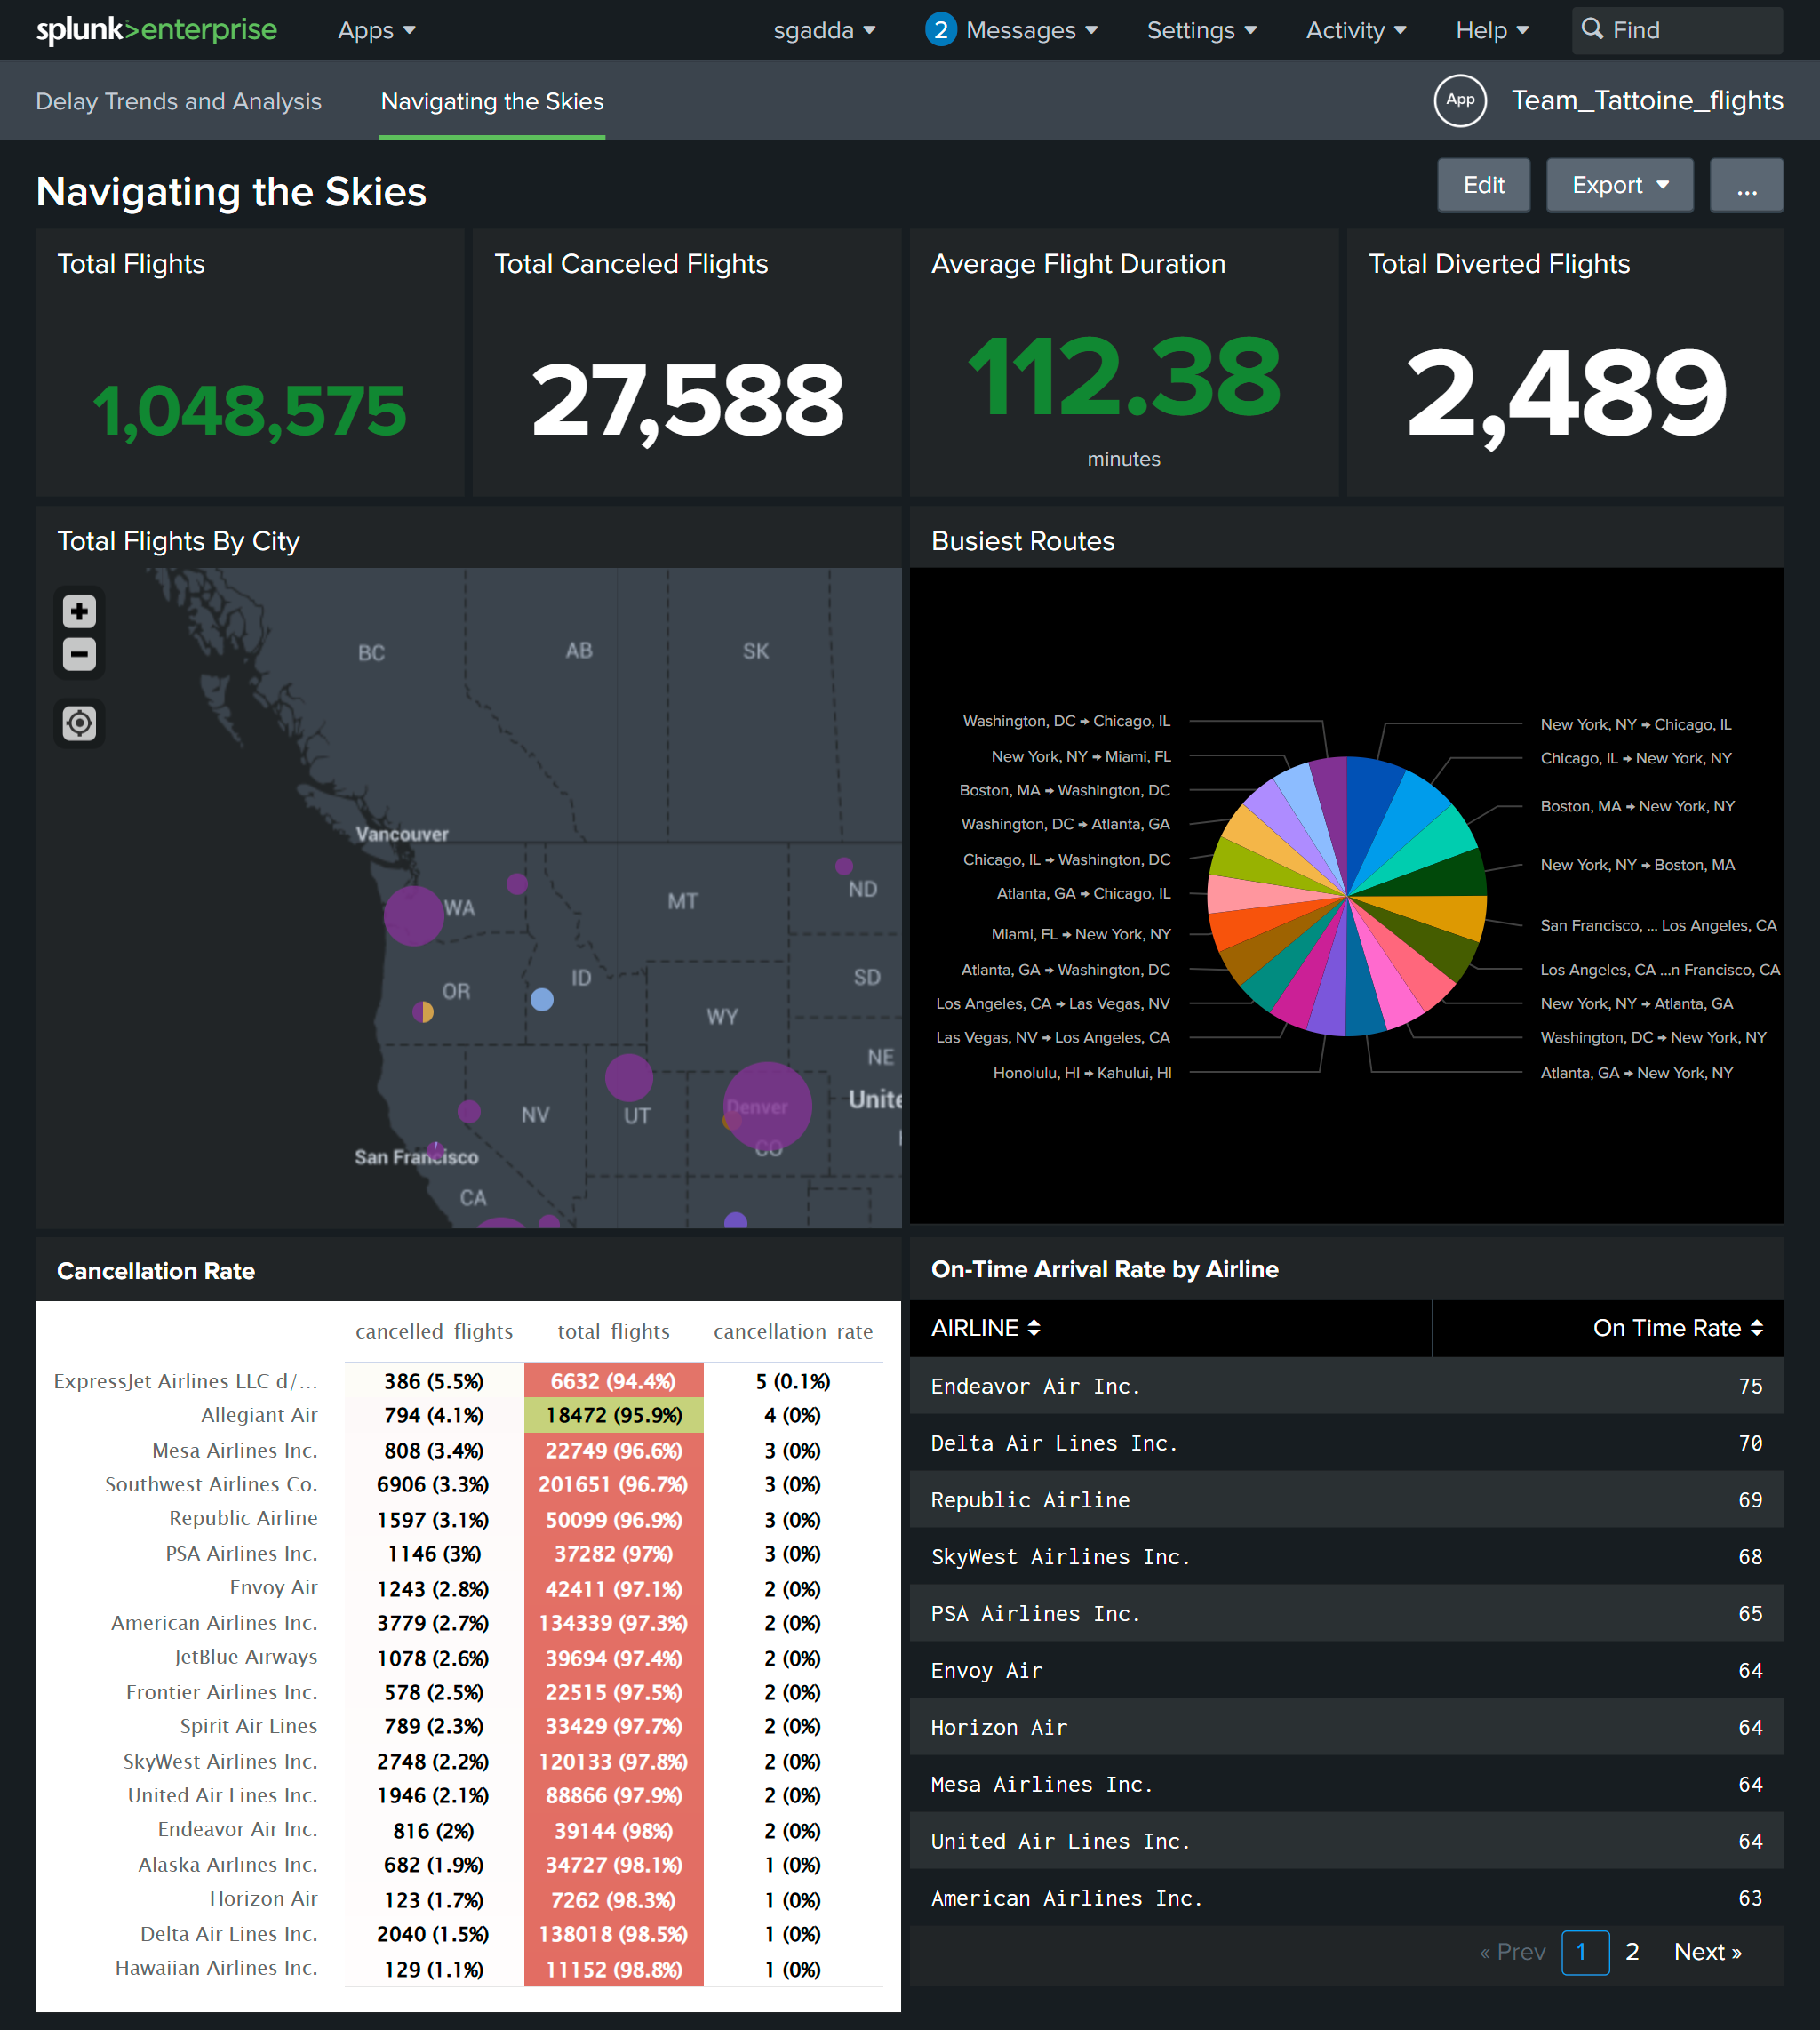 splunk>enterprise Apps sgadda 2 Messages Settings Activity Help Find
Delay Trends and Analysis Navigating the Skies App Team_Tattoine_flights
Navigating the Skies Edit Export ...
Total Flights
1,048,575
Total Canceled Flights
27,588
Average Flight Duration
112.38
minutes
Total Diverted Flights
2,489
Total Flights By City
BC AB SK
Vancouver
WA MT ND
OR ID SD
WY
NE
NV UT Denver Unite
CO
San Francisco
CA
Busiest Routes
Washington, DC → Chicago, IL
New York, NY → Miami, FL
Boston, MA → Washington, DC
Washington, DC → Atlanta, GA
Chicago, IL → Washington, DC
Atlanta, GA → Chicago, IL
Miami, FL → New York, NY
Atlanta, GA → Washington, DC
Los Angeles, CA → Las Vegas, NV
Las Vegas, NV → Los Angeles, CA
Honolulu, HI → Kahului, HI
New York, NY → Chicago, IL
Chicago, IL → New York, NY
Boston, MA → New York, NY
New York, NY → Boston, MA
San Francisco, ... Los Angeles, CA
Los Angeles, CA ...n Francisco, CA
New York, NY → Atlanta, GA
Washington, DC → New York, NY
Atlanta, GA → New York, NY
Cancellation Rate
cancelled_flights total_flights cancellation_rate
ExpressJet Airlines LLC d/... 386 (5.5%) 6632 (94.4%) 5 (0.1%)
Allegiant Air 794 (4.1%) 18472 (95.9%) 4 (0%)
Mesa Airlines Inc. 808 (3.4%) 22749 (96.6%) 3 (0%)
Southwest Airlines Co. 6906 (3.3%) 201651 (96.7%) 3 (0%)
Republic Airline 1597 (3.1%) 50099 (96.9%) 3 (0%)
PSA Airlines Inc. 1146 (3%) 37282 (97%) 3 (0%)
Envoy Air 1243 (2.8%) 42411 (97.1%) 2 (0%)
American Airlines Inc. 3779 (2.7%) 134339 (97.3%) 2 (0%)
JetBlue Airways 1078 (2.6%) 39694 (97.4%) 2 (0%)
Frontier Airlines Inc. 578 (2.5%) 22515 (97.5%) 2 (0%)
Spirit Air Lines 789 (2.3%) 33429 (97.7%) 2 (0%)
SkyWest Airlines Inc. 2748 (2.2%) 120133 (97.8%) 2 (0%)
United Air Lines Inc. 1946 (2.1%) 88866 (97.9%) 2 (0%)
Endeavor Air Inc. 816 (2%) 39144 (98%) 2 (0%)
Alaska Airlines Inc. 682 (1.9%) 34727 (98.1%) 1 (0%)
Horizon Air 123 (1.7%) 7262 (98.3%) 1 (0%)
Delta Air Lines Inc. 2040 (1.5%) 138018 (98.5%) 1 (0%)
Hawaiian Airlines Inc. 129 (1.1%) 11152 (98.8%) 1 (0%)
On-Time Arrival Rate by Airline
AIRLINE On Time Rate
Endeavor Air Inc. 75
Delta Air Lines Inc. 70
Republic Airline 69
SkyWest Airlines Inc. 68
PSA Airlines Inc. 65
Envoy Air 64
Horizon Air 64
Mesa Airlines Inc. 64
United Air Lines Inc. 64
American Airlines Inc. 63
« Prev 1 2 Next »